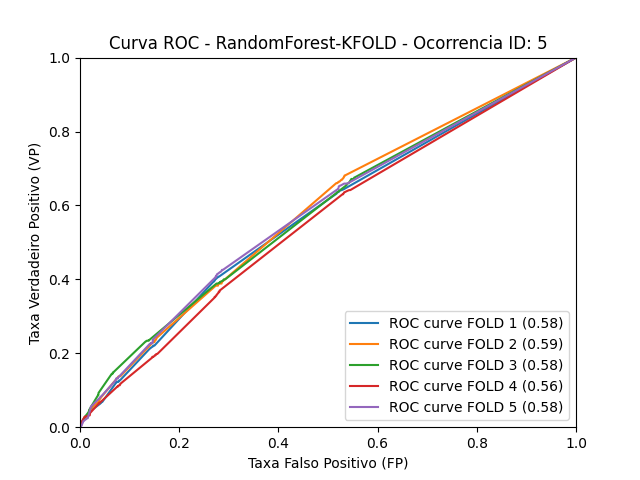 Curva ROC - RandomForest-KFOLD - Ocorrencia ID: 5
1.0
0.8
0.6
0.4
0.2
0.0
Taxa Verdadeiro Positivo (VP)
ROC curve FOLD 1 (0.58)
ROC curve FOLD 2 (0.59)
ROC curve FOLD 3 (0.58)
ROC curve FOLD 4 (0.56)
ROC curve FOLD 5 (0.58)
0.0 0.2 0.4 0.6 0.8 1.0
Taxa Falso Positivo (FP)